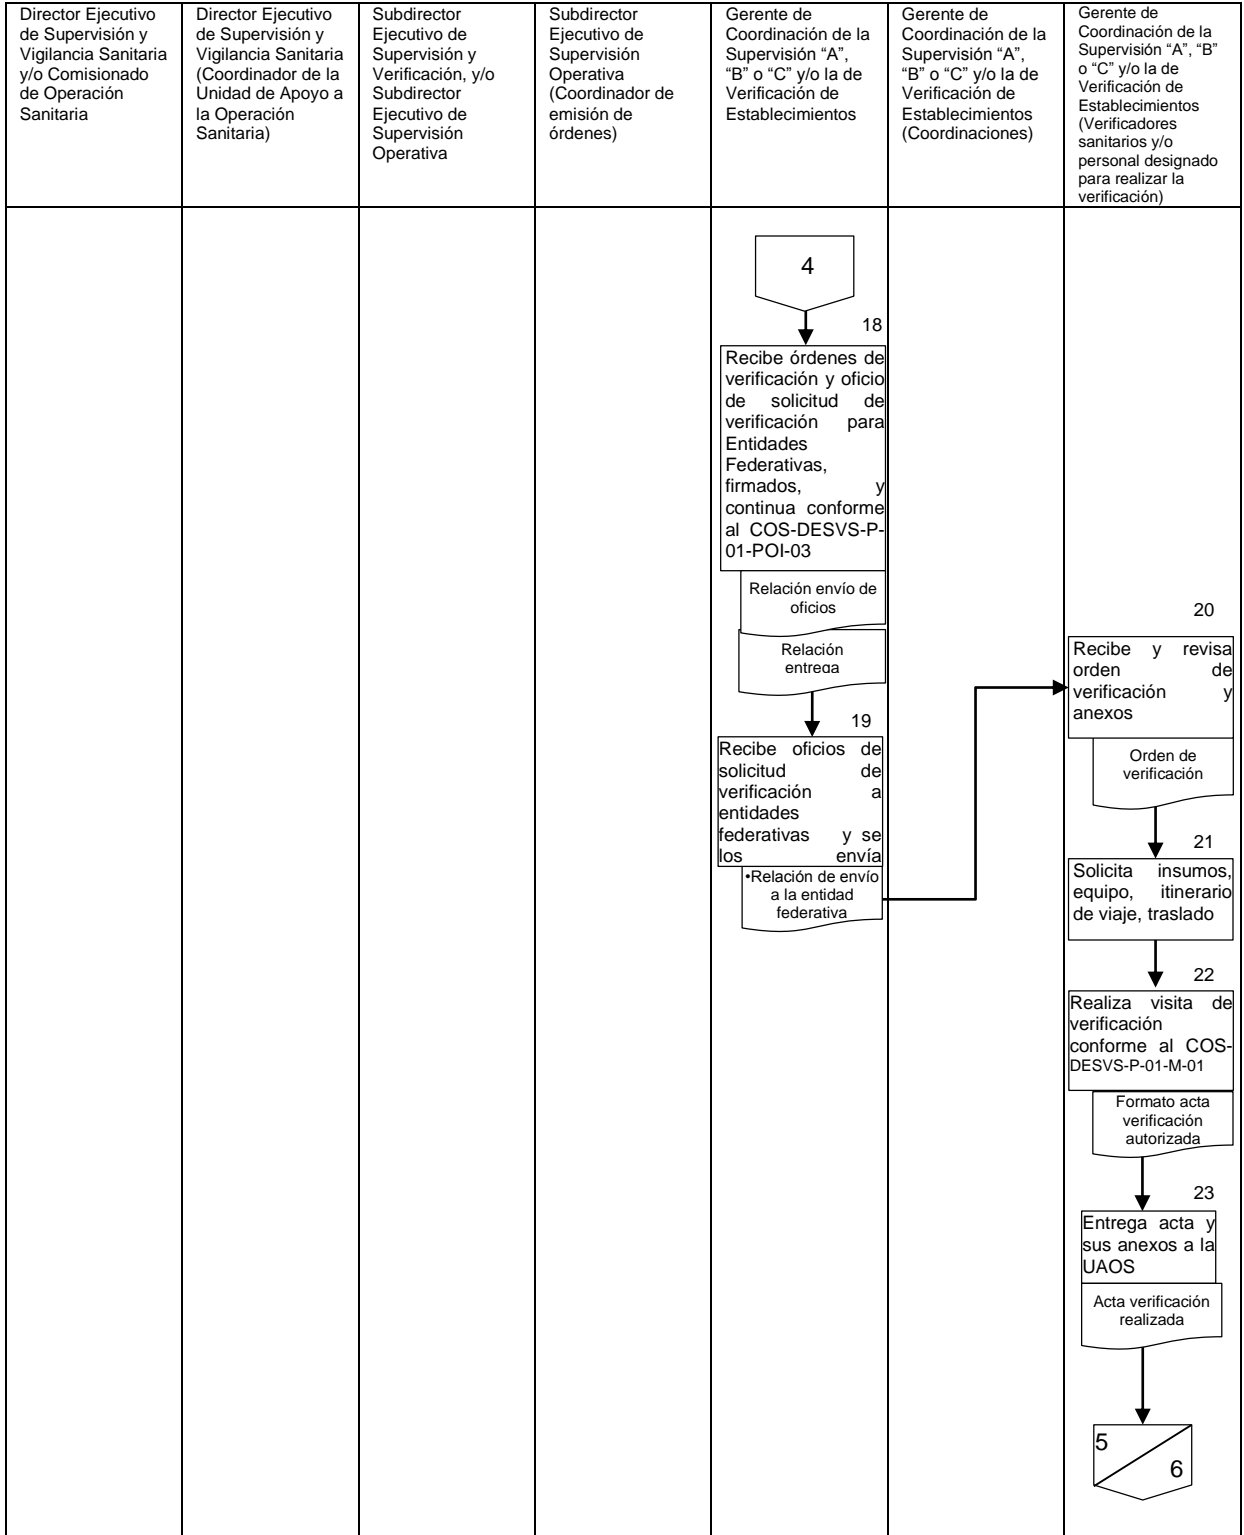 Director Ejecutivo
de Supervisión y
Vigilancia Sanitaria
y/o Comisionado
de Operación
Sanitaria
Director Ejecutivo
de Supervisión y
Vigilancia Sanitaria
(Coordinador de la
Unidad de Apoyo a
la Operación
Sanitaria)
Subdirector
Ejecutivo de
Supervisión y
Verificación, y/o
Subdirector
Ejecutivo de
Supervisión
Operativa
Subdirector
Ejecutivo de
Supervisión
Operativa
(Coordinador de
emisión de
órdenes)
Gerente de
Coordinación de la
Supervisión “A”,
“B” o “C” y/o la de
Verificación de
Establecimientos
Gerente de
Coordinación de la
Supervisión “A”,
“B” o “C” y/o la de
Verificación de
Establecimientos
(Coordinaciones)
Gerente de
Coordinación de la
Supervisión “A”, “B”
o “C” y/o la de
Verificación de
Establecimientos
(Verificadores
sanitarios y/o
personal designado
para realizar la
verificación)
4
18
Recibe órdenes de
verificación y oficio
de solicitud de
verificación para
Entidades
Federativas,
firmados, y
continua conforme
al COS-DESVS-P-
01-POI-03
Relación envío de
oficios
Relación
entrega
19
Recibe oficios de
solicitud de
verificación a
entidades
federativas y se
los envía
•Relación de envío
a la entidad
federativa
20
Recibe y revisa
orden de
verificación y
anexos
Orden de
verificación
21
Solicita insumos,
equipo, itinerario
de viaje, traslado
22
Realiza visita de
verificación
conforme al COS-
DESVS-P-01-M-01
Formato acta
verificación
autorizada
23
Entrega acta y
sus anexos a la
UAOS
Acta verificación
realizada
5
6